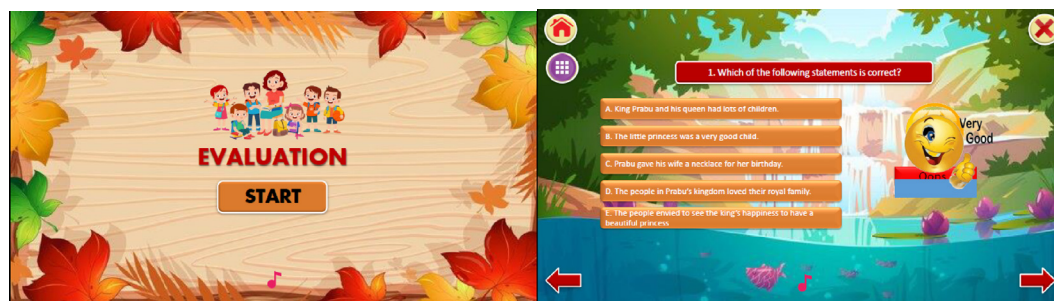 EVALUATION
START
1. Which of the following statements is correct?
A. King Prabu and his queen had lots of children.
B. The little princess was a very good child.
C. Prabu gave his wife a necklace for her birthday.
D. The people in Prabu's kingdom loved their royal family.
E. The people envied to see the king's happiness to have a
beautiful princess
Very
Good
Oops